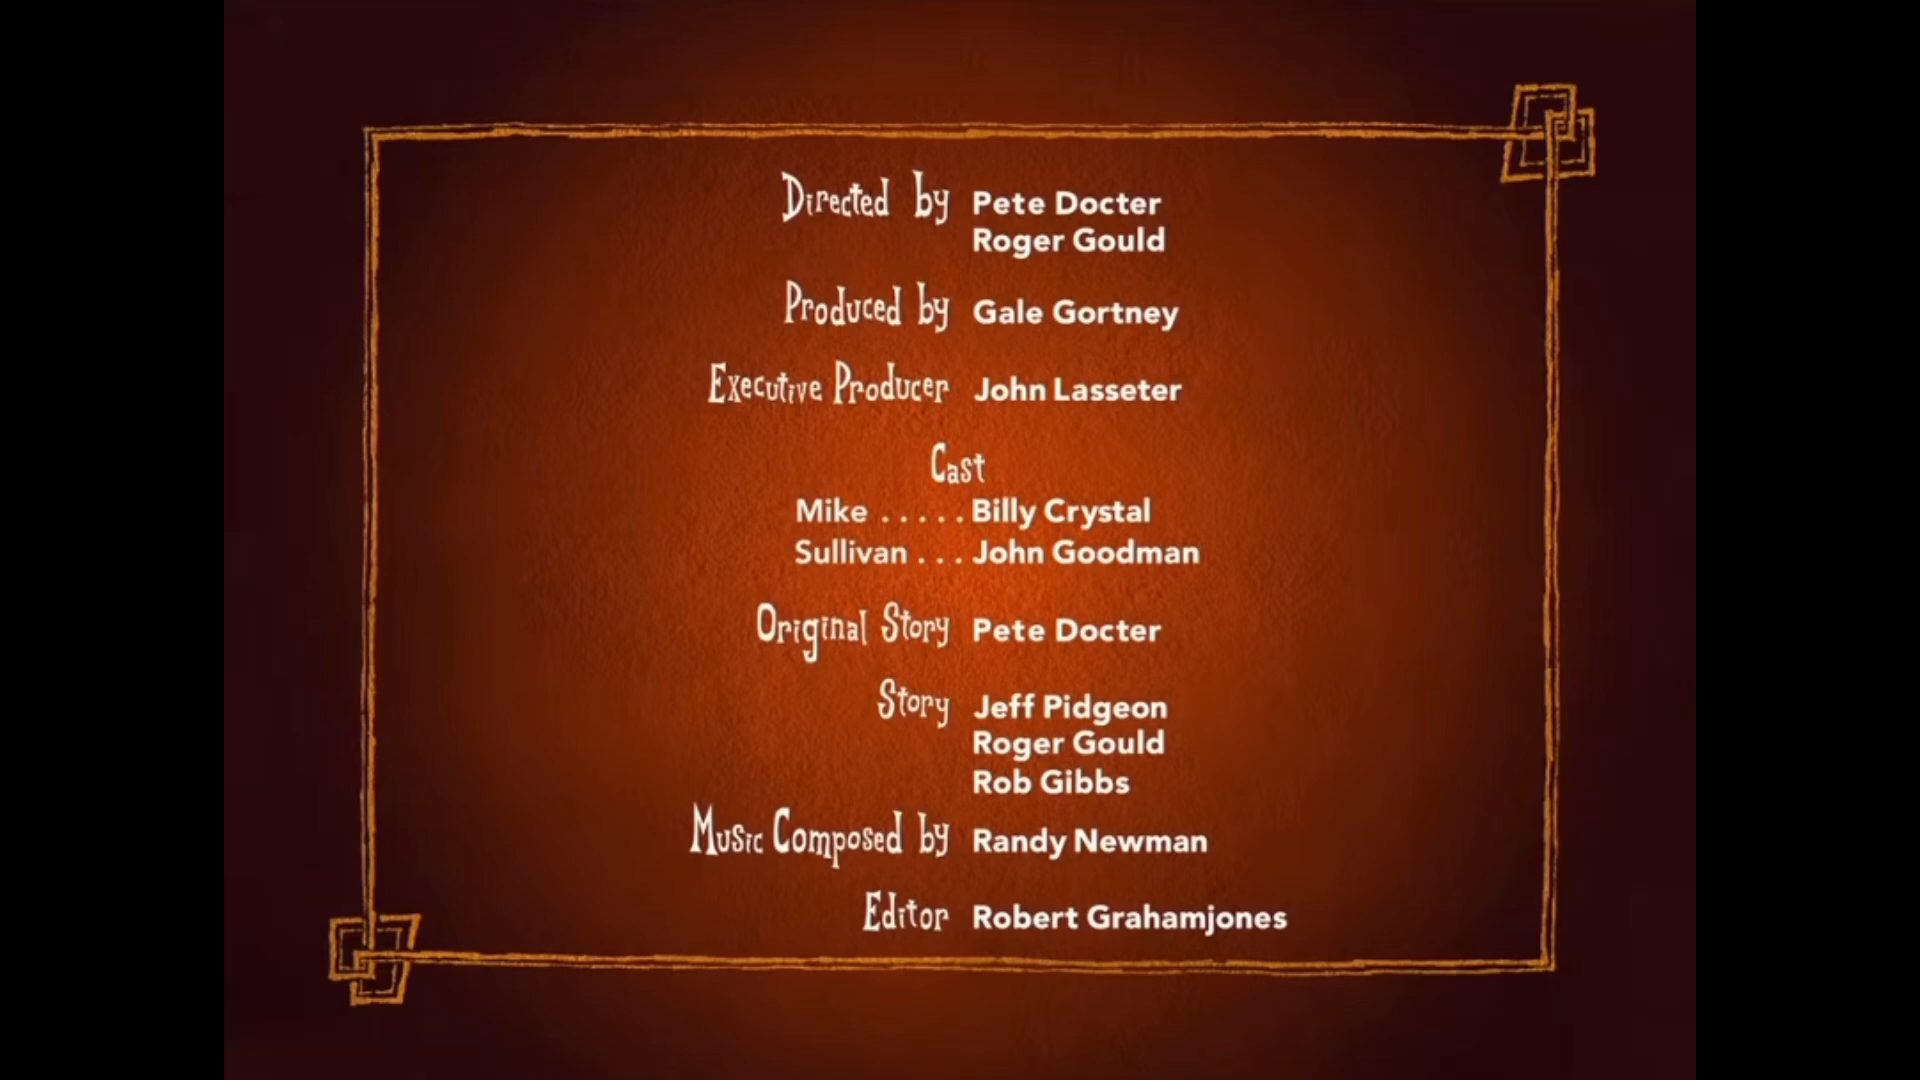 Directed by Pete Docter
Roger Gould
Produced by Gale Gortney
Executive Producer John Lasseter
Cast
Mike ..... Billy Crystal
Sullivan ... John Goodman
Original Story Pete Docter
Story Jeff Pidgeon
Roger Gould
Rob Gibbs
Music Composed by Randy Newman
Editor Robert Grahamjones